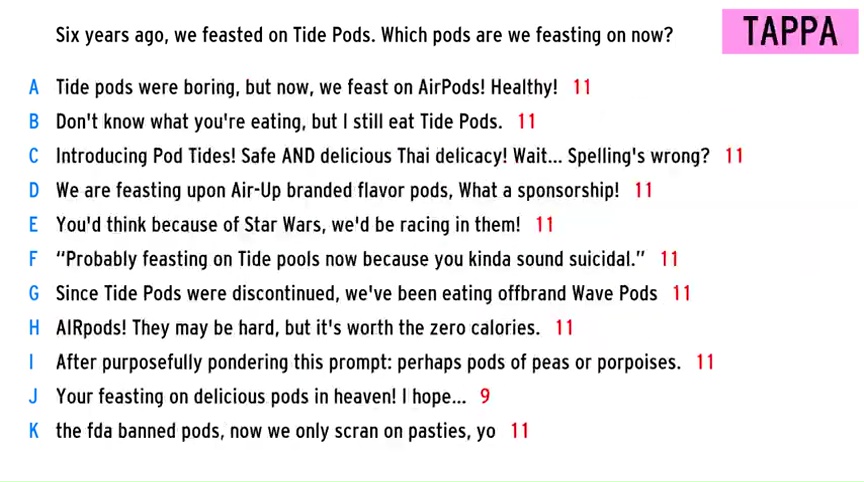 Six years ago, we feasted on Tide Pods. Which pods are we feasting on now?
TAPPA
A Tide pods were boring, but now, we feast on AirPods! Healthy! 11
B Don't know what you're eating, but I still eat Tide Pods. 11
C Introducing Pod Tides! Safe AND delicious Thai delicacy! Wait... Spelling's wrong? 11
D We are feasting upon Air-Up branded flavor pods, What a sponsorship! 11
E You'd think because of Star Wars, we'd be racing in them! 11
F “Probably feasting on Tide pools now because you kinda sound suicidal.” 11
G Since Tide Pods were discontinued, we've been eating offbrand Wave Pods 11
H AIRpods! They may be hard, but it's worth the zero calories. 11
I After purposefully pondering this prompt: perhaps pods of peas or porpoises. 11
J Your feasting on delicious pods in heaven! I hope... 9
K the fda banned pods, now we only scran on pasties, yo 11